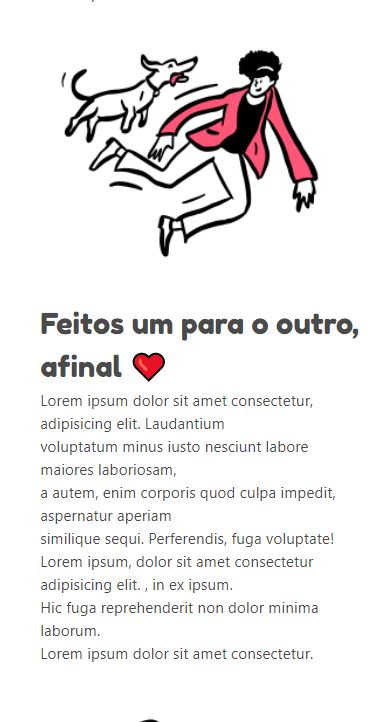 Feitos um para o outro,
afinal ❤️
Lorem ipsum dolor sit amet consectetur,
adipisicing elit. Laudantium
voluptatum minus iusto nesciunt labore
maiores laboriosam,
a autem, enim corporis quod culpa impedit,
aspernatur aperiam
similique sequi. Perferendis, fuga voluptate!
Lorem ipsum, dolor sit amet consectetur
adipisicing elit. , in ex ipsum.
Hic fuga reprehenderit non dolor minima
laborum.
Lorem ipsum dolor sit amet consectetur.